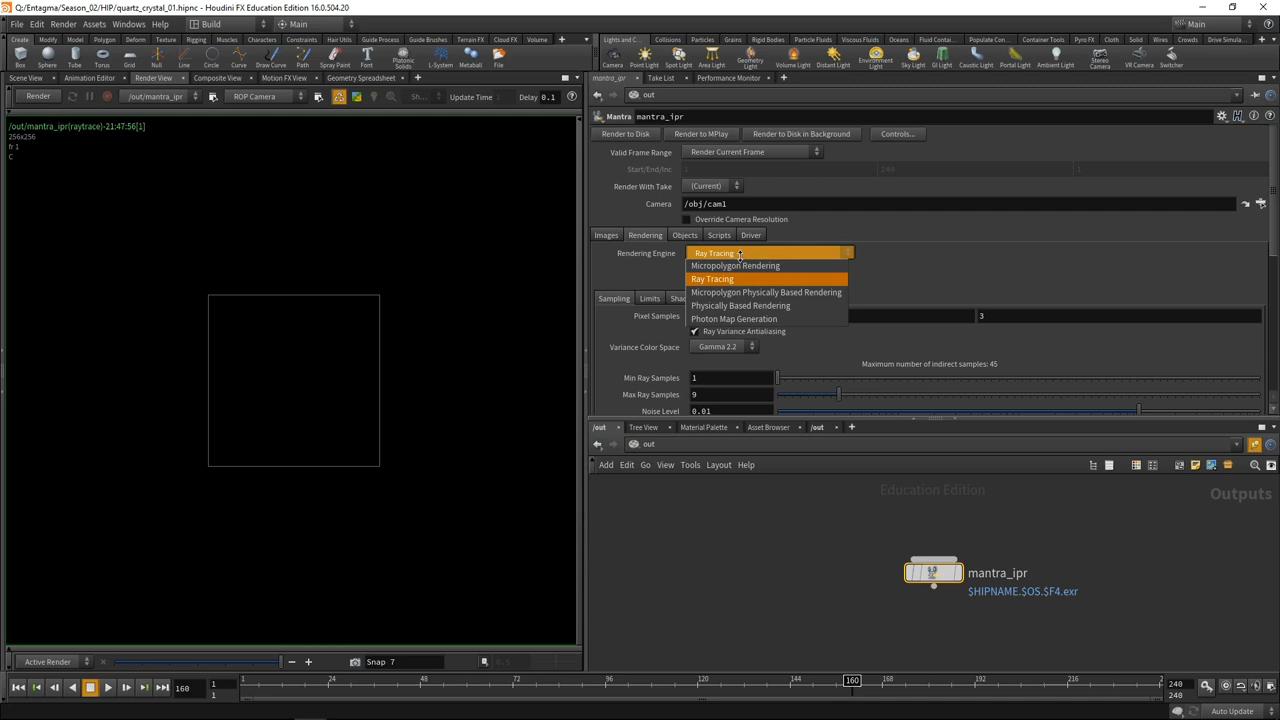 Q:/Entagma/Season_02/HIP/quartz_crystal_01.hipnc - Houdini FX Education Edition 16.0.504.20
File Edit Render Assets Windows Help Build Main Main
Create Modify Model Polygon Deform Texture Rigging Muscles Characters Constraints Hair Utils Guide Process Guide Brushes Terrain FX Cloud FX Volume
Box Sphere Tube Torus Grid Line Circle Curve Draw Curve Path Spray Paint Font Platonic Solids L-System Metaball File
Lights and C... Collisions Particles Grains Rigid Bodies Particle Fluids Viscous Fluids Oceans Fluid Contai... Container Tools Pyro FX Cloth Wires Crowds Drive Simula...
Camera Point Light Spot Light Area Light Geometry Light Volume Light Distant Light Environment Light Sky Light GI Light Caustic Light Portal Light Ambient Light Stereo Camera VR Camera Switcher
Scene View Animation Editor Render View Composite View Motion FX View Geometry Spreadsheet
Render /out/mantra_ipr ROP Camera Sh... Update Time Delay 0.1
/out/mantra_ipr(raytrace)-21:47:56[1]
256x256
fr 1
C
Active Render Snap 7 0.5
mantra_ipr Take List Performance Monitor
out
Mantra mantra_ipr
Render to Disk Render to MPlay Render to Disk in Background Controls...
Valid Frame Range Render Current Frame
Start/End/Inc 1 240 1
Render With Take (Current)
Camera /obj/cam1
Override Camera Resolution
Images Rendering Objects Scripts Driver
Rendering Engine Ray Tracing
Micropolygon Rendering
Ray Tracing
Micropolygon Physically Based Rendering
Physically Based Rendering
Photon Map Generation
Sampling Limits Sha
Pixel Samples 3
Ray Variance Antialiasing
Variance Color Space Gamma 2.2
Maximum number of indirect samples: 45
Min Ray Samples 1
Max Ray Samples 9
Noise Level 0.01
/out Tree View Material Palette Asset Browser /out
out
Add Edit Go View Tools Layout Help
Education Edition Outputs
mantra_ipr
$HIPNAME.$OS.$F4.exr
160 1 1 24 48 72 96 120 144 160 168 192 216 2 240
1 240
Auto Update